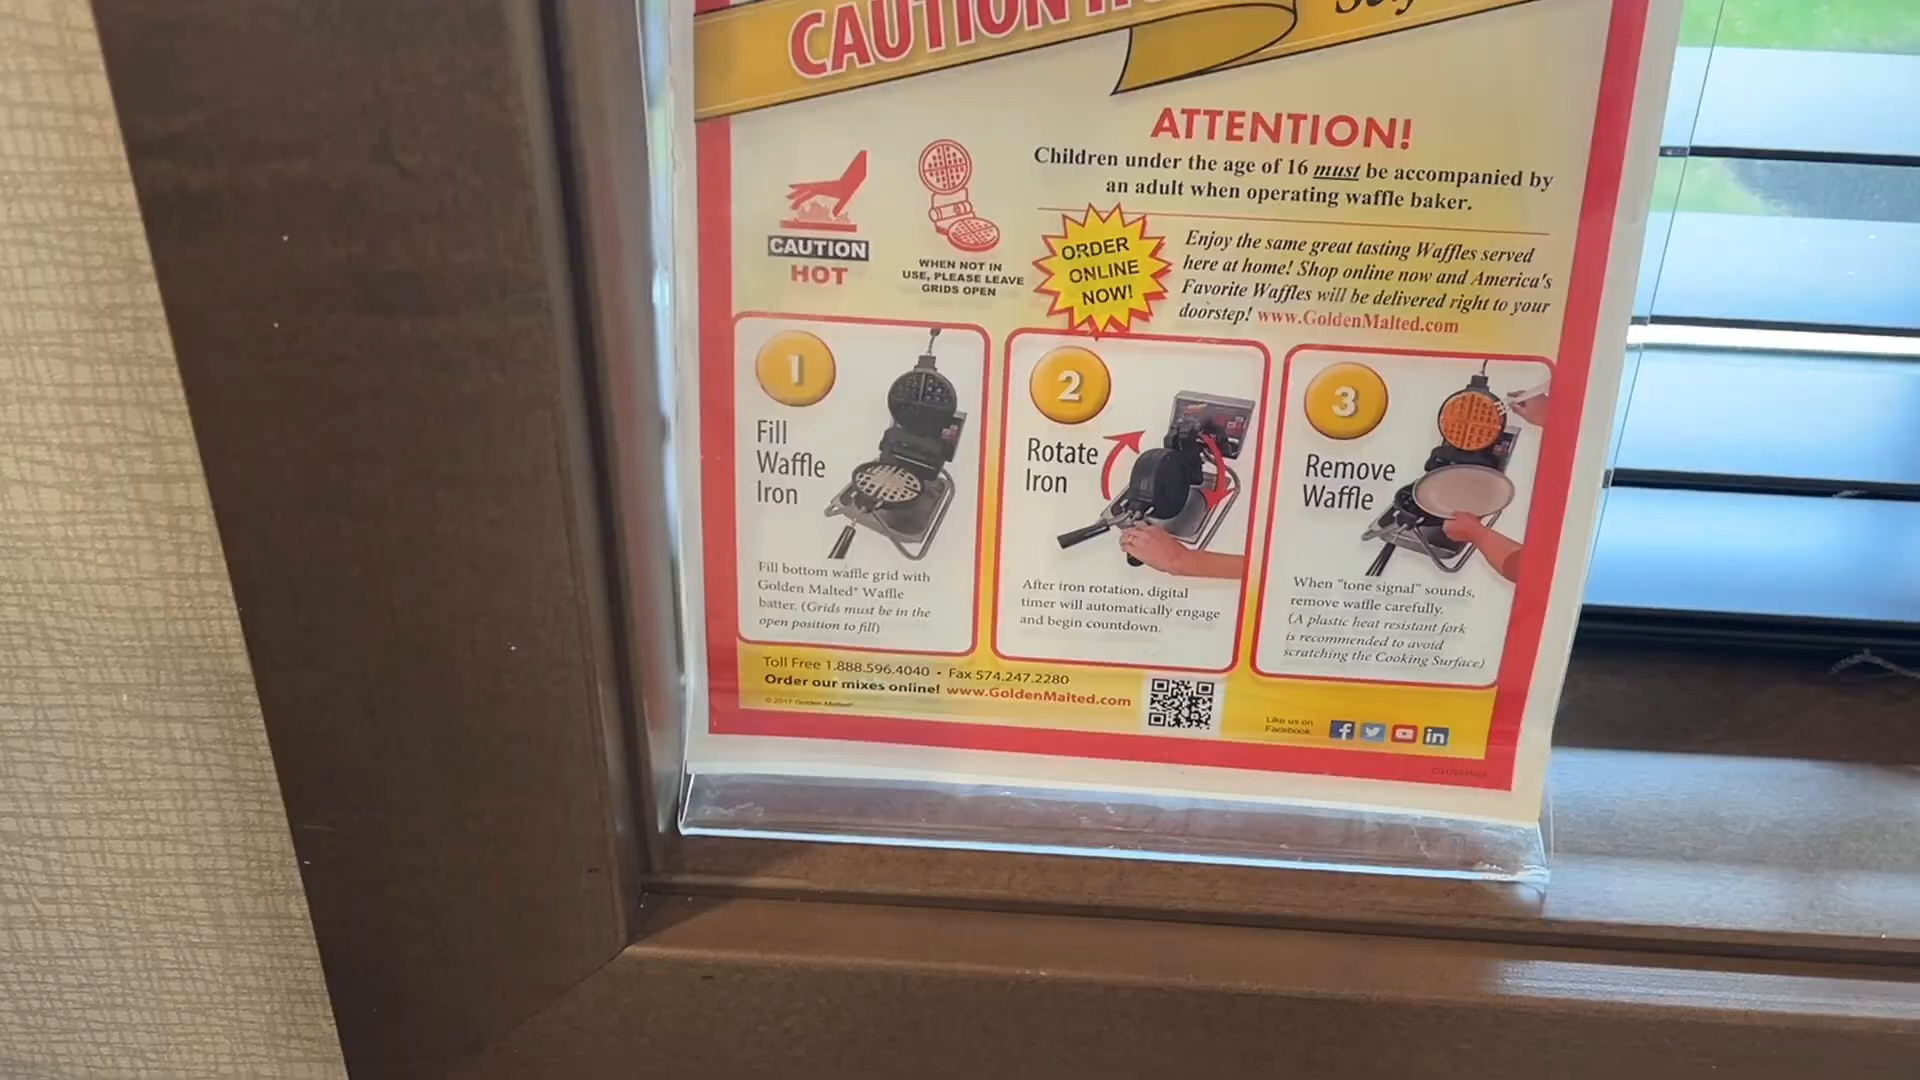 CAUTION
ATTENTION!
Children under the age of 16 must be accompanied by
an adult when operating waffle baker.
CAUTION
HOT
WHEN NOT IN
USE, PLEASE LEAVE
GRIDS OPEN
ORDER
ONLINE
NOW!
Enjoy the same great tasting Waffles served
here at home! Shop online now and America's
Favorite Waffles will be delivered right to your
doorstep! www.GoldenMalted.com
1
Fill
Waffle
Iron
Fill bottom waffle grid with
Golden Malted® Waffle
batter. (Grids must be in the
open position to fill)
2
Rotate
Iron
After iron rotation, digital
timer will automatically engage
and begin countdown.
3
Remove
Waffle
When "tone signal" sounds,
remove waffle carefully.
(A plastic heat resistant fork
is recommended to avoid
scratching the Cooking Surface)
Toll Free 1.888.596.4040 • Fax 574.247.2280
Order our mixes online! www.GoldenMalted.com
© 2017 Golden Malted®
Like us on
Facebook